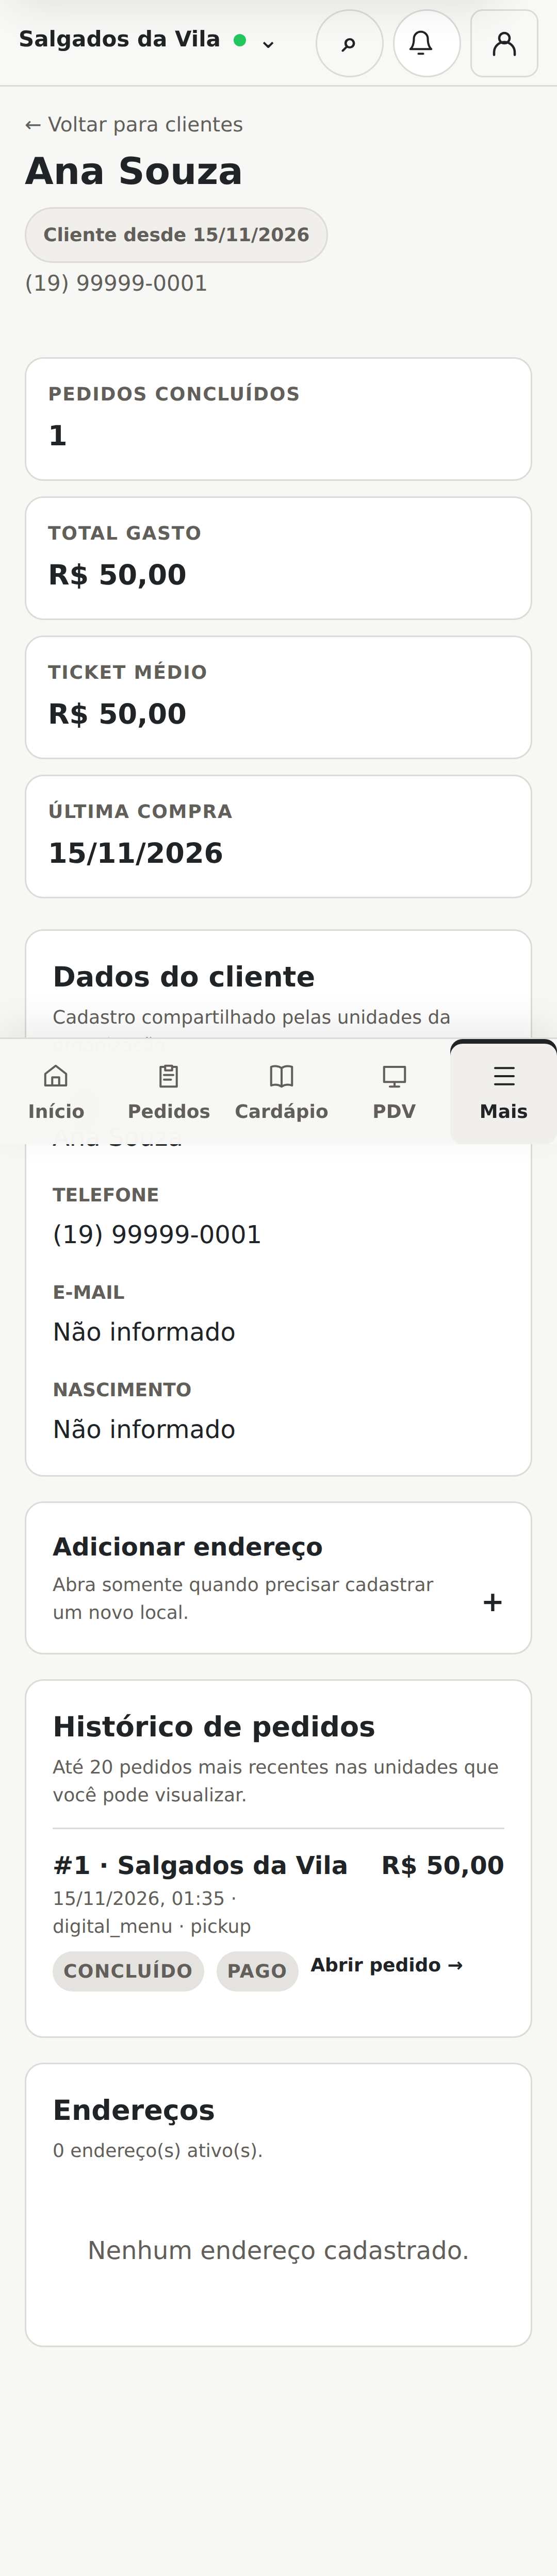 Salgados da Vila
← Voltar para clientes
Ana Souza
Cliente desde 15/11/2026
(19) 99999-0001
PEDIDOS CONCLUÍDOS
1
TOTAL GASTO
R$ 50,00
TICKET MÉDIO
R$ 50,00
ÚLTIMA COMPRA
15/11/2026
Dados do cliente
Cadastro compartilhado pelas unidades da
Início Pedidos Cardápio PDV Mais
Ana Souza
TELEFONE
(19) 99999-0001
E-MAIL
Não informado
NASCIMENTO
Não informado
Adicionar endereço
Abra somente quando precisar cadastrar
um novo local.
+
Histórico de pedidos
Até 20 pedidos mais recentes nas unidades que
você pode visualizar.
#1 · Salgados da Vila R$ 50,00
15/11/2026, 01:35 ·
digital_menu · pickup
CONCLUÍDO PAGO Abrir pedido →
Endereços
0 endereço(s) ativo(s).
Nenhum endereço cadastrado.